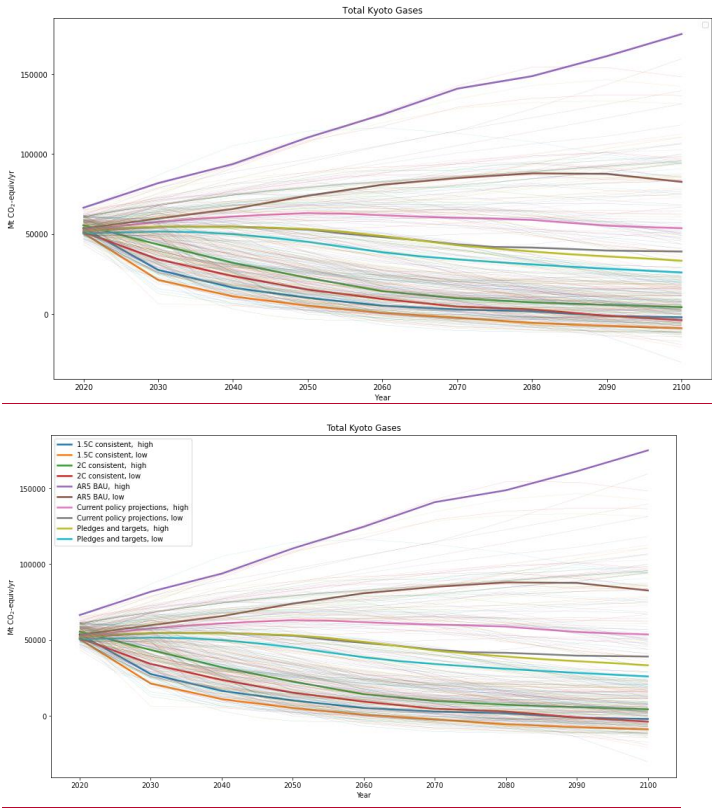 Total Kyoto Gases
150000
100000
50000
0
Mt CO₂-equiv/yr
2020 2030 2040 2050 2060 2070 2080 2090 2100
Year
Total Kyoto Gases
1.5C consistent,  high
1.5C consistent, low
2C consistent,  high
2C consistent, low
AR5 BAU,  high
AR5 BAU, low
Current policy projections,  high
Current policy projections, low
Pledges and targets,  high
Pledges and targets, low
150000
100000
50000
0
Mt CO₂-equiv/yr
2020 2030 2040 2050 2060 2070 2080 2090 2100
Year